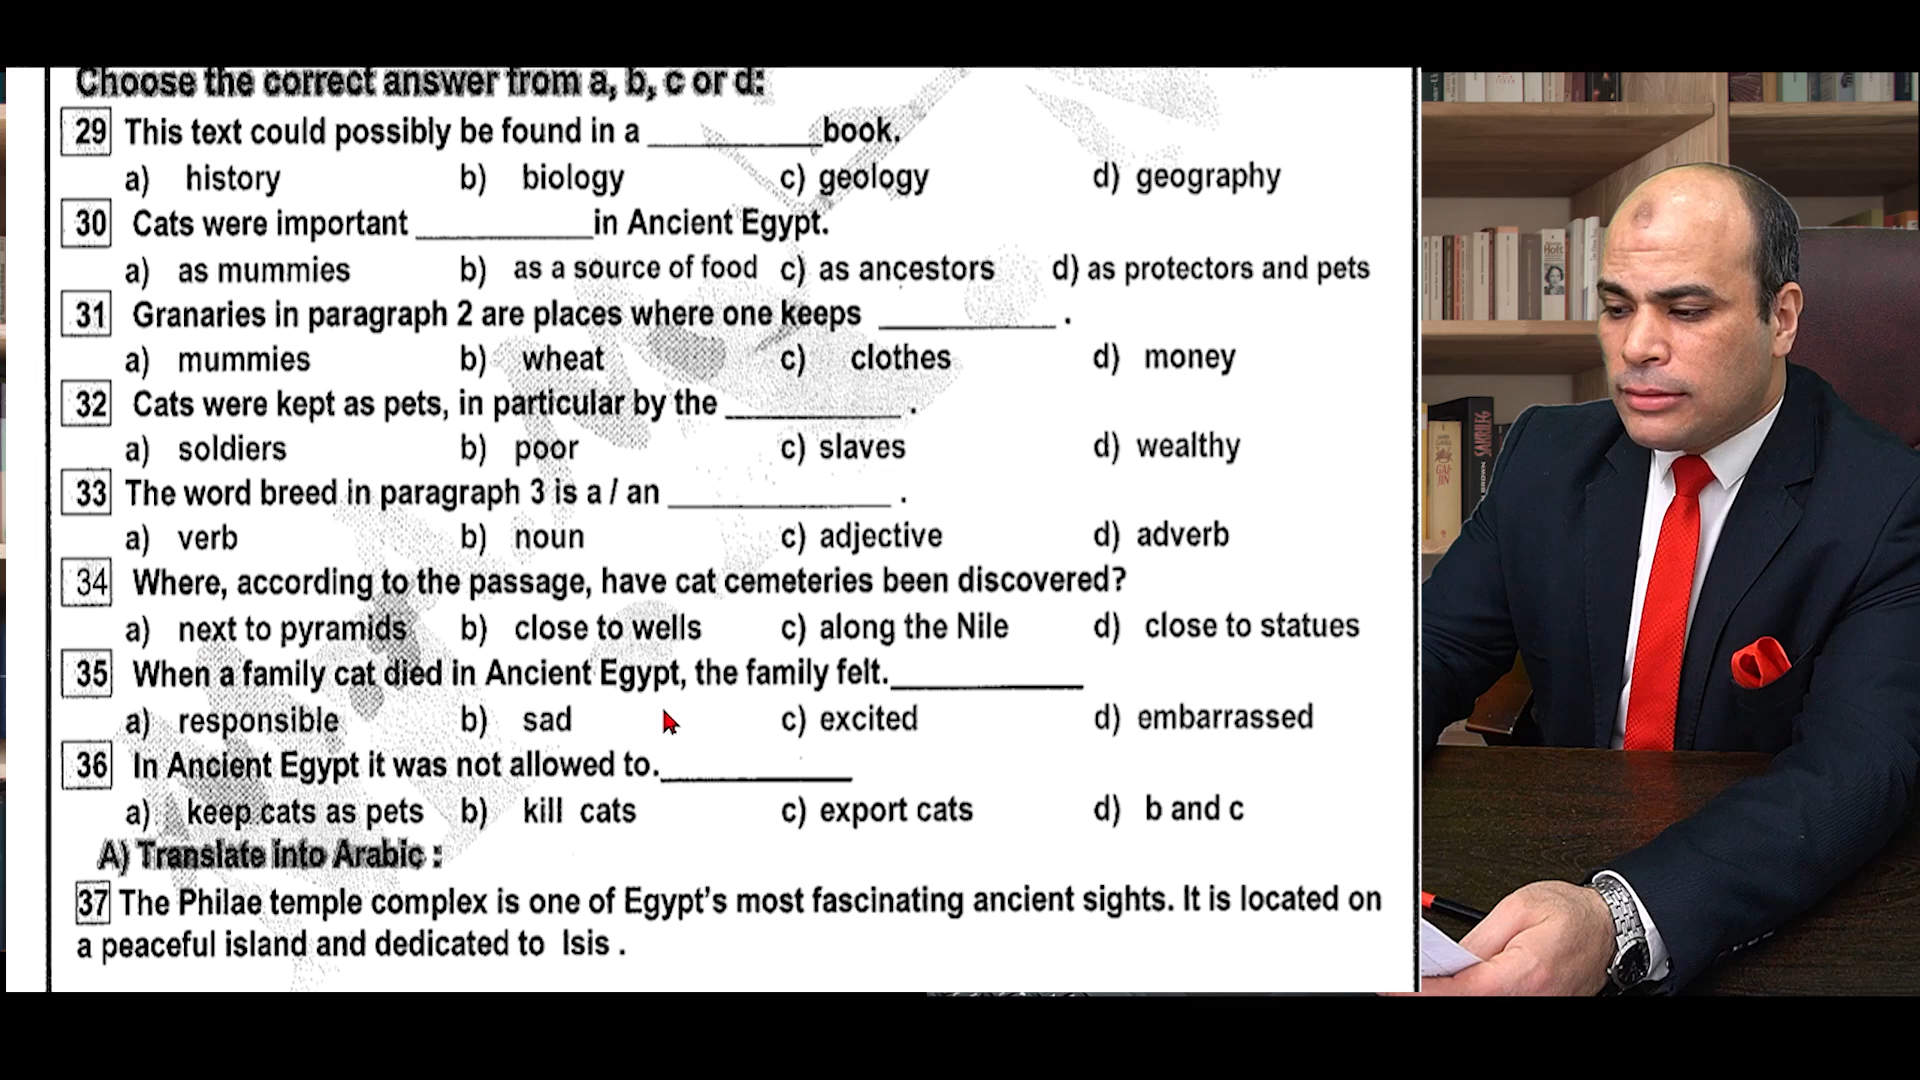 Choose the correct answer from a, b, c or d:
29 This text could possibly be found in a ____________book.
a) history b) biology c) geology d) geography
30 Cats were important ____________in Ancient Egypt.
a) as mummies b) as a source of food c) as ancestors d) as protectors and pets
31 Granaries in paragraph 2 are places where one keeps ____________ .
a) mummies b) wheat c) clothes d) money
32 Cats were kept as pets, in particular by the ____________ .
a) soldiers b) poor c) slaves d) wealthy
33 The word breed in paragraph 3 is a / an _______________ .
a) verb b) noun c) adjective d) adverb
34 Where, according to the passage, have cat cemeteries been discovered?
a) next to pyramids b) close to wells c) along the Nile d) close to statues
35 When a family cat died in Ancient Egypt, the family felt._____________
a) responsible b) sad c) excited d) embarrassed
36 In Ancient Egypt it was not allowed to._____________
a) keep cats as pets b) kill cats c) export cats d) b and c
A) Translate into Arabic :
37 The Philae temple complex is one of Egypt's most fascinating ancient sights. It is located on
a peaceful island and dedicated to Isis .